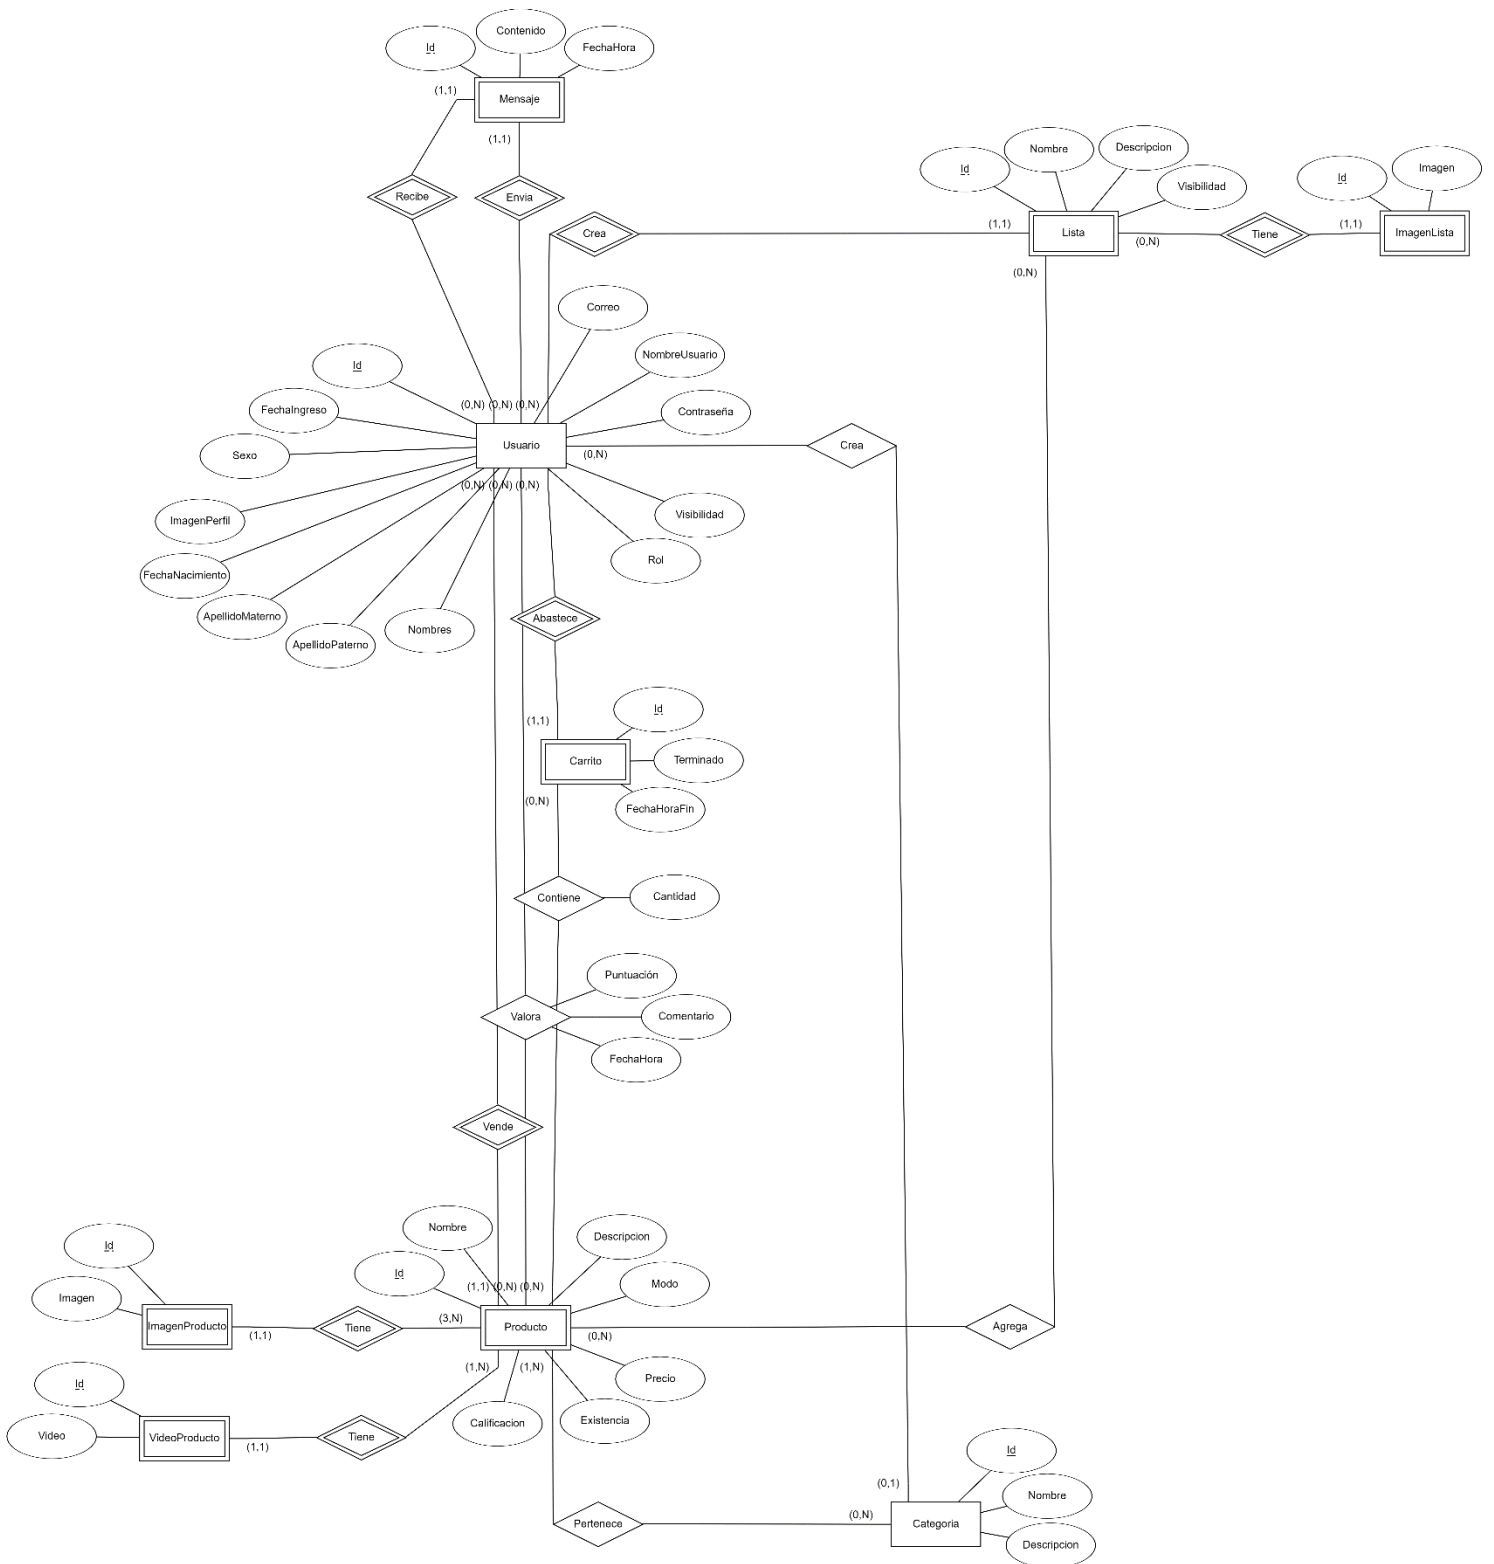 Contenido
Id
FechaHora
(1,1)
Mensaje
(1,1)
Recibe
Envia
Nombre
Descripcion
Id
Visibilidad
Imagen
Id
Crea
(1,1)
Lista
(0,N)
Tiene
(1,1)
ImagenLista
(0,N)
Correo
NombreUsuario
Id
FechaIngreso
Contraseña
(0,N) (0,N) (0,N)
Sexo
Usuario
(0,N)
Crea
(0,N) (0,N) (0,N)
ImagenPerfil
Visibilidad
FechaNacimiento
Rol
ApellidoMaterno
Abastece
ApellidoPaterno
Nombres
Id
(1,1)
Carrito
Terminado
(0,N)
FechaHoraFin
Contiene
Cantidad
Puntuación
Valora
Comentario
FechaHora
Vende
Nombre
Descripcion
Id
Id
Modo
(1,1) (0,N) (0,N)
Imagen
ImagenProducto
(1,1)
Tiene
(3,N)
Producto
(0,N)
Agrega
(1,N)
(1,N)
Precio
Id
Calificacion
Existencia
Video
VideoProducto
(1,1)
Tiene
Id
(0,1)
Nombre
Pertenece
(0,N)
Categoria
Descripcion